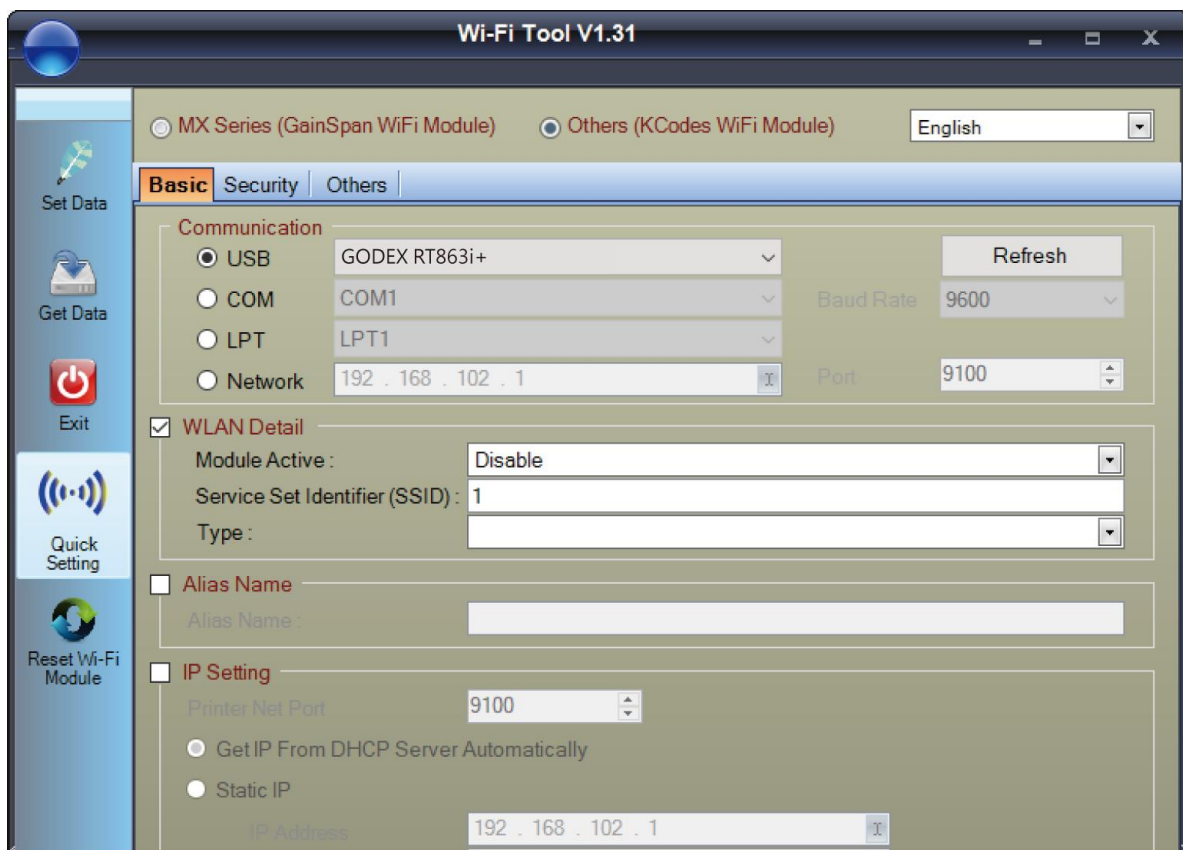 Wi-Fi Tool V1.31
MX Series (GainSpan WiFi Module) Others (KCodes WiFi Module) English
Set Data
Get Data
Exit
Quick
Setting
Reset Wi-Fi
Module
Basic Security Others
Communication
USB GODEX RT863i+ Refresh
COM COM1 Baud Rate 9600
LPT LPT1
Network 192 . 168 . 102 . 1 Port 9100
WLAN Detail
Module Active : Disable
Service Set Identifier (SSID) : 1
Type :
Alias Name
Alias Name :
IP Setting
Printer Net Port 9100
Get IP From DHCP Server Automatically
Static IP
IP Address 192 . 168 . 102 . 1